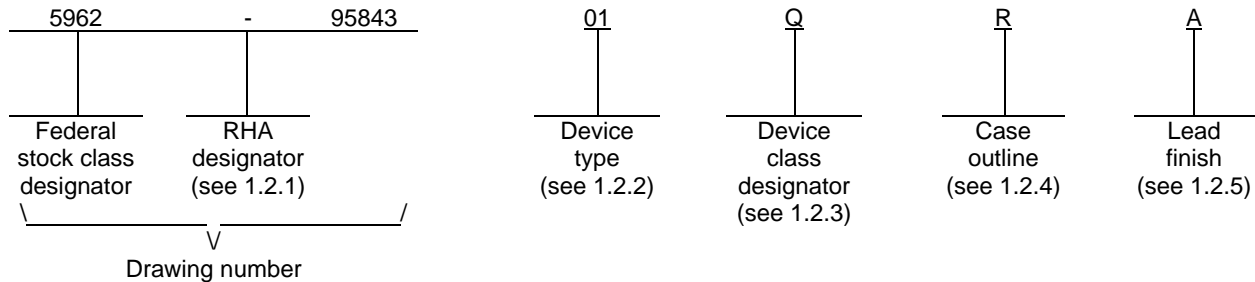 5962 - 95843 01 Q R A
Federal stock class designator
RHA designator (see 1.2.1)
Device type (see 1.2.2)
Device class designator (see 1.2.3)
Case outline (see 1.2.4)
Lead finish (see 1.2.5)
\ / \/
Drawing number